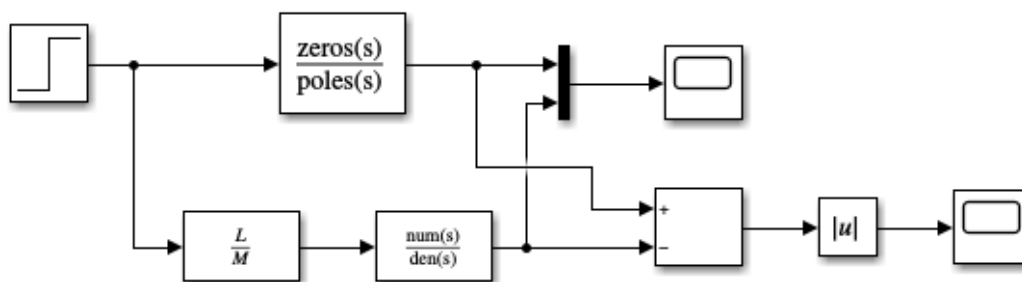 zeros(s)
poles(s)
L
M
num(s)
den(s)
+
−
|u|